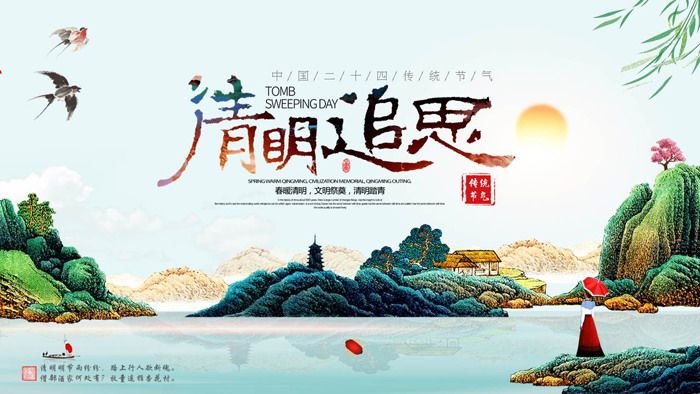 中/国/二/十/四/传/统/节/气
TOMB
SWEEPING DAY
清明追思
SPRING WARM QINGMING, CIVILIZATION MEMORIAL, QINGMING OUTING.
春暖清明，文明祭奠，清明踏青
传统
节气
清明时节雨纷纷，路上行人欲断魂。
借问酒家何处有？牧童遥指杏花村。